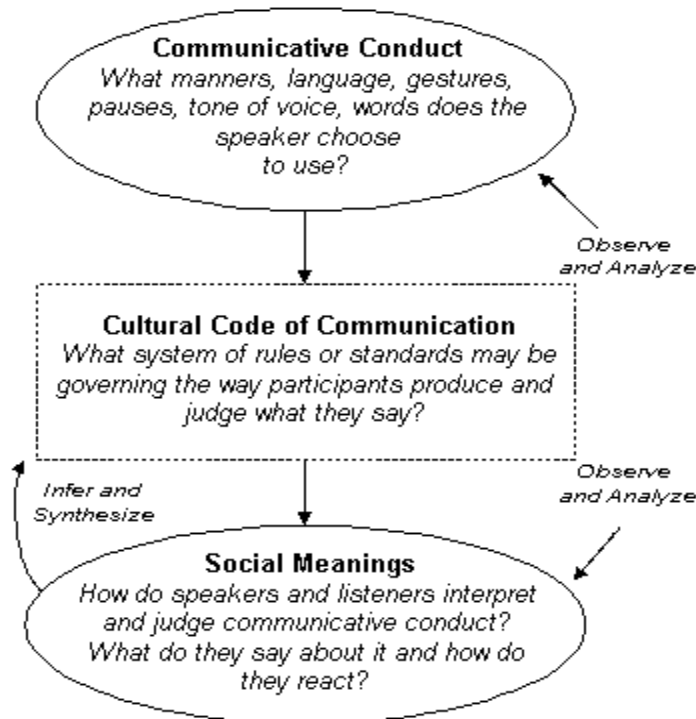 Communicative Conduct
What manners, language, gestures,
pauses, tone of voice, words does the
speaker choose
to use?
Observe
and Analyze
Cultural Code of Communication
What system of rules or standards may be
governing the way participants produce and
judge what they say?
Infer and
Synthesize
Observe
and Analyze
Social Meanings
How do speakers and listeners interpret
and judge communicative conduct?
What do they say about it and how do
they react?